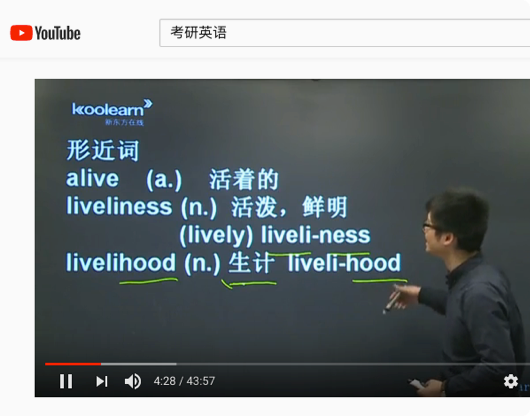 YouTube
考研英语
koolearn
新东方在线
形近词
alive (a.) 活着的
liveliness (n.) 活泼，鲜明
(lively) liveli-ness
livelihood (n.) 生计 liveli-hood
4:28 / 43:57